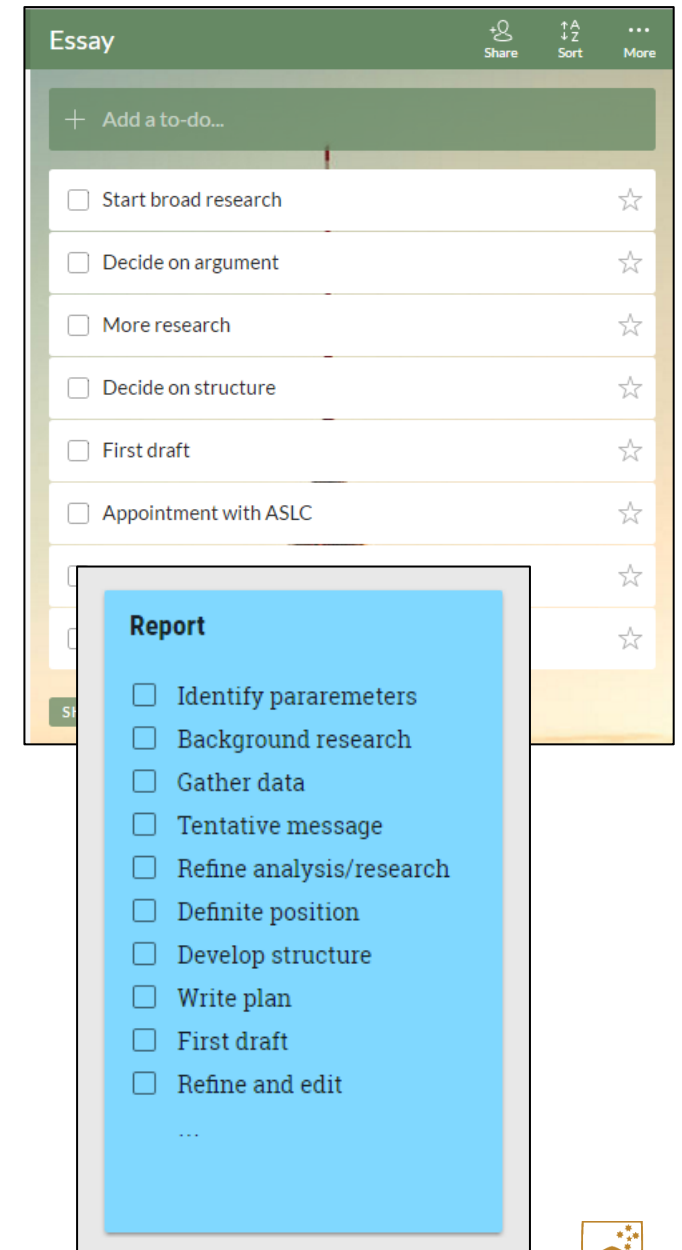 Essay
Share Sort More
Add a to-do...
Start broad research
Decide on argument
More research
Decide on structure
First draft
Appointment with ASLC
Report
Identify pararemeters
Background research
Gather data
Tentative message
Refine analysis/research
Definite position
Develop structure
Write plan
First draft
Refine and edit
...